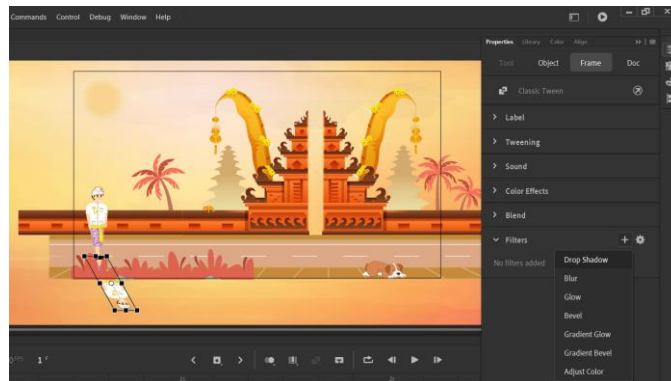 Commands Control Debug Window Help
Properties Library Color Align
Tool Object Frame Doc
Classic Tween
Label
Tweening
Sound
Color Effects
Blend
Filters
No filters added
Drop Shadow
Blur
Glow
Bevel
Gradient Glow
Gradient Bevel
Adjust Color
FPS 1 F